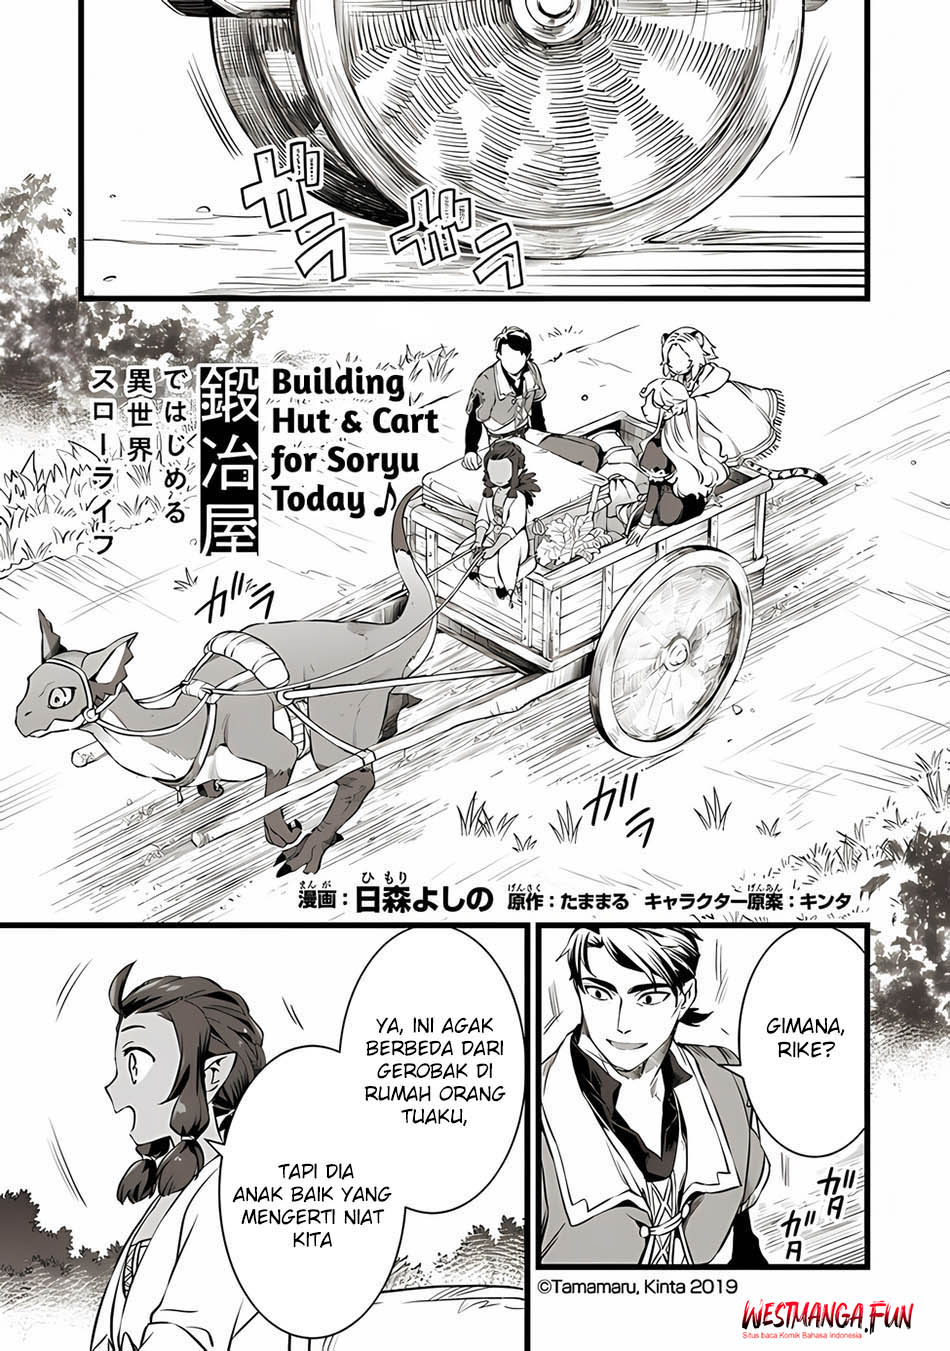 ガラ
ガラ
Building
Hut & Cart
for Soryu
Today♪
鍛冶屋
ではじめる
異世界
スローライフ
ガ
ガ
漫画：日森よしの
まんが
ひもり
原作：たままる
げんさく
キャラクター原案：キンタ
げんあん
GIMANA,
RIKE?
ガタ
ガタ
©Tamamaru, Kinta 2019
YA, INI AGAK
BERBEDA DARI
GEROBAK DI
RUMAH ORANG
TUAKU,
TAPI DIA
ANAK BAIK YANG
MENGERTI NIAT
KITA
WESTMANGA.FUN
Situs baca Komik Bahasa Indonesia